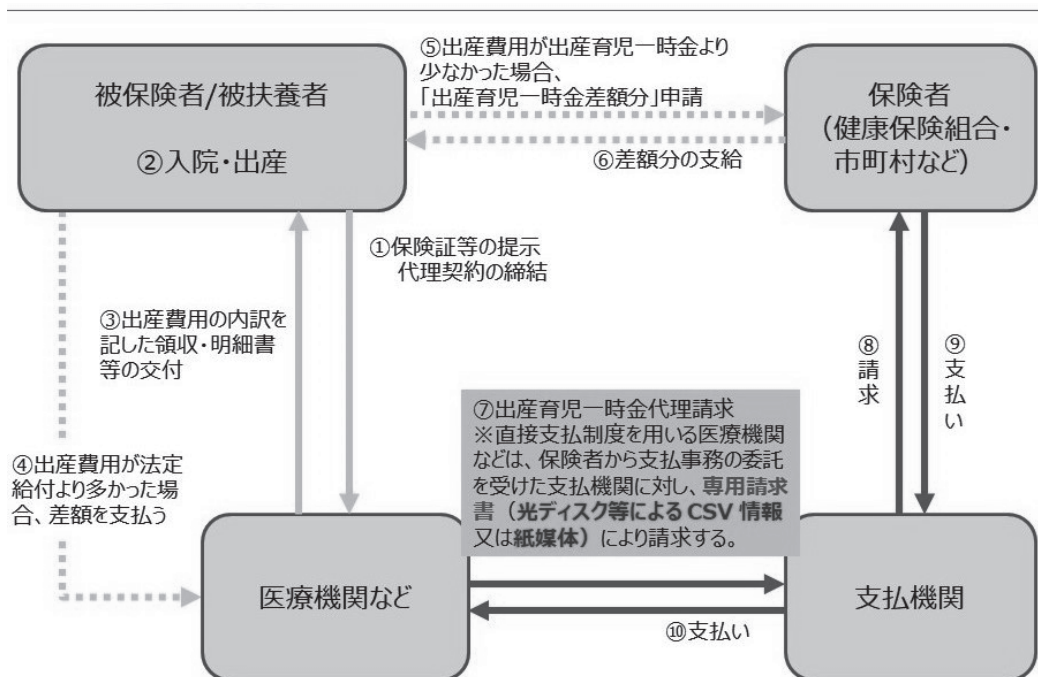 ⑤出産費用が出産育児一時金より
少なかった場合、
「出産育児一時金差額分」申請
被保険者/被扶養者
②入院・出産
保険者
（健康保険組合・
市町村など）
⑥差額分の支給
①保険証等の提示
代理契約の締結
③出産費用の内訳を
記した領収・明細書
等の交付
⑧請求
⑨支払い
⑦出産育児一時金代理請求
※直接支払制度を用いる医療機関
などは、保険者から支払事務の委託
を受けた支払機関に対し、専用請求
書（光ディスク等による CSV 情報
又は紙媒体）により請求する。
④出産費用が法定
給付より多かった場
合、差額を支払う
医療機関など
支払機関
⑩支払い